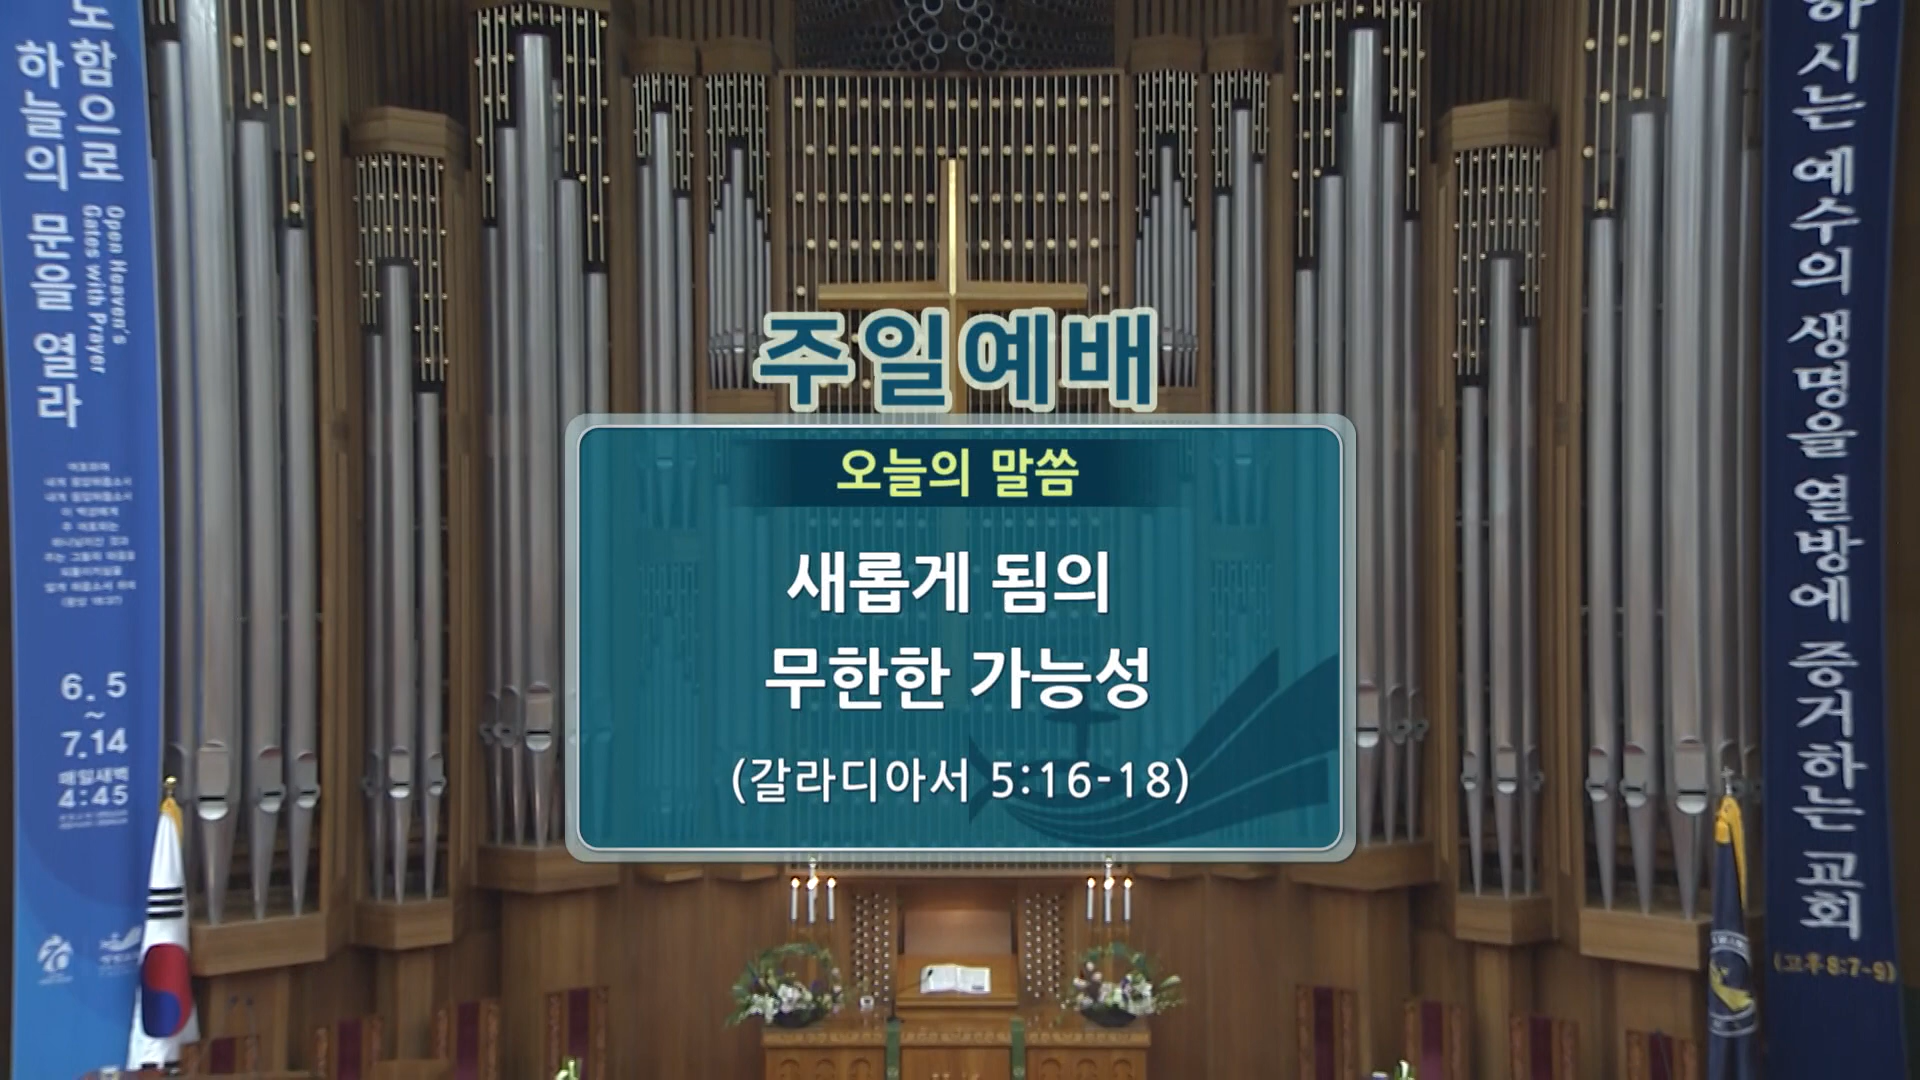 도함으로
하늘의 문을 열라
Open Heaven's
Gates with Prayer
6. 5
~
7.14
매일새벽
4:45
주일예배
오늘의 말씀
새롭게 됨의
무한한 가능성
(갈라디아서 5:16-18)
하시는 예수의 생명을 열방에 증거하는 교회
(고후8:7~9)